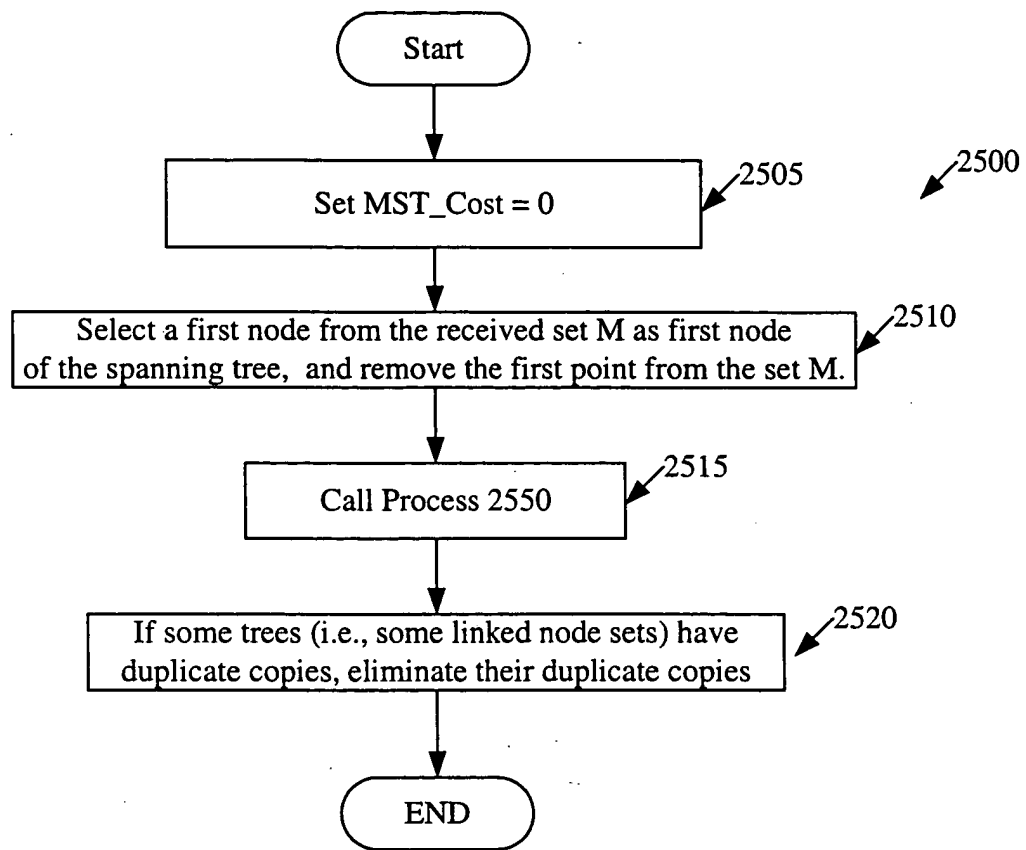 Start
2500
2505
Set MST_Cost = 0
2510
Select a first node from the received set M as first node
of the spanning tree, and remove the first point from the set M.
2515
Call Process 2550
2520
If some trees (i.e., some linked node sets) have
duplicate copies, eliminate their duplicate copies
END